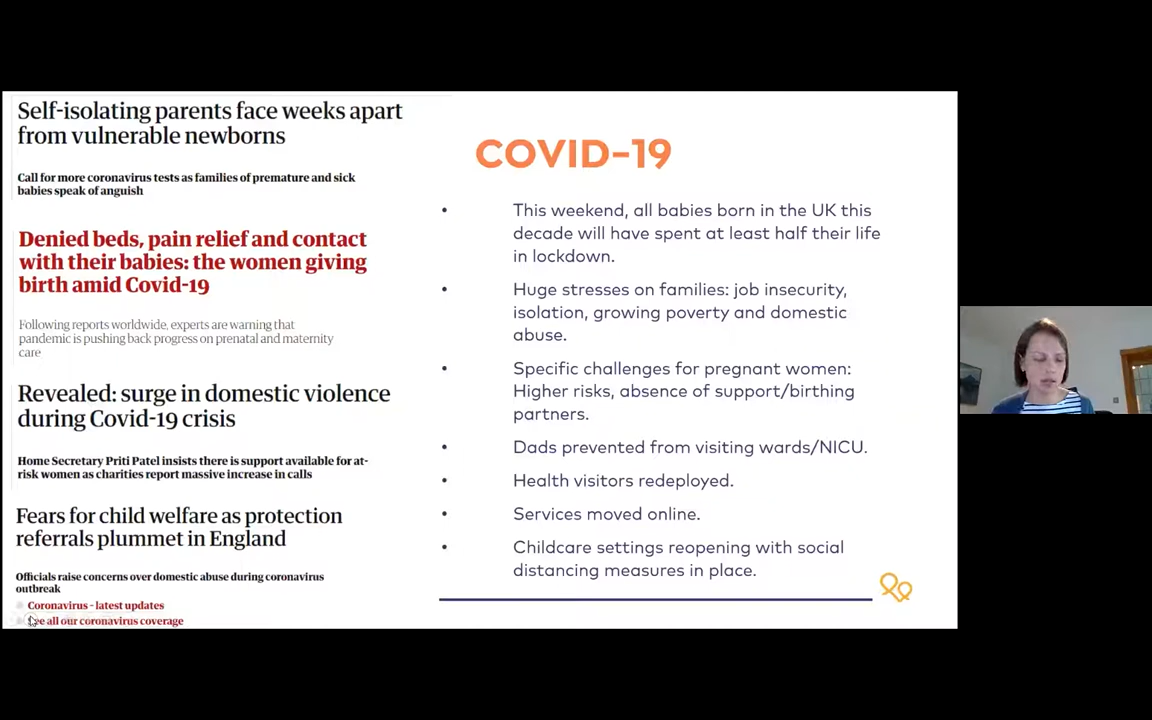 Self-isolating parents face weeks apart
from vulnerable newborns
Call for more coronavirus tests as families of premature and sick
babies speak of anguish
Denied beds, pain relief and contact
with their babies: the women giving
birth amid Covid-19
Following reports worldwide, experts are warning that
pandemic is pushing back progress on prenatal and maternity
care
Revealed: surge in domestic violence
during Covid-19 crisis
Home Secretary Priti Patel insists there is support available for at-
risk women as charities report massive increase in calls
Fears for child welfare as protection
referrals plummet in England
Officials raise concerns over domestic abuse during coronavirus
outbreak
Coronavirus – latest updates
See all our coronavirus coverage
COVID-19
• This weekend, all babies born in the UK this
decade will have spent at least half their life
in lockdown.
• Huge stresses on families: job insecurity,
isolation, growing poverty and domestic
abuse.
• Specific challenges for pregnant women:
Higher risks, absence of support/birthing
partners.
• Dads prevented from visiting wards/NICU.
• Health visitors redeployed.
• Services moved online.
• Childcare settings reopening with social
distancing measures in place.